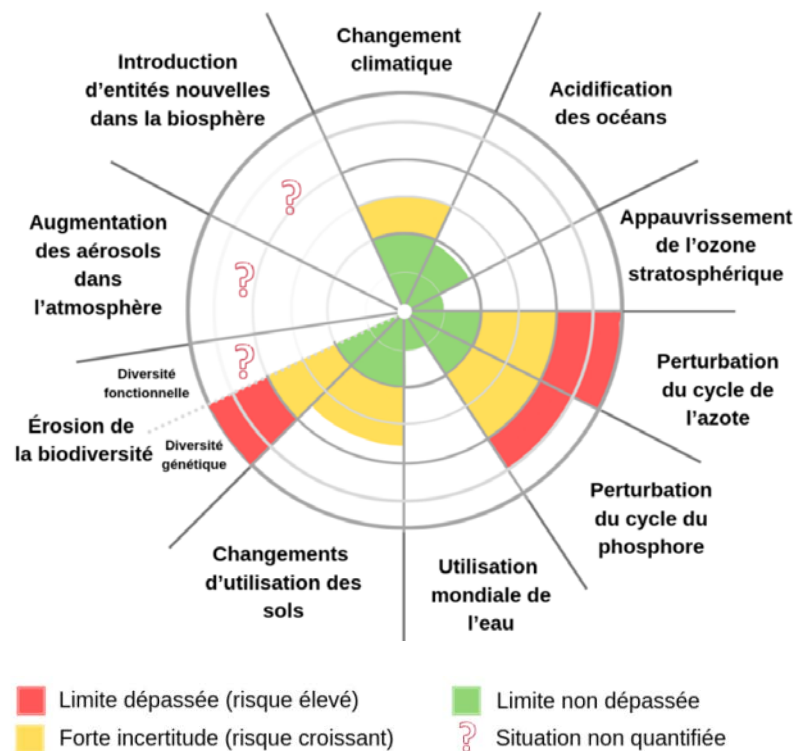 Changement
climatique
Acidification
des océans
Appauvrissement
de l'ozone
stratosphérique
Perturbation
du cycle de
l'azote
Perturbation
du cycle du
phosphore
Utilisation
mondiale de
l'eau
Changements
d'utilisation des
sols
Érosion de
la biodiversité
Diversité
fonctionnelle
Diversité
génétique
Augmentation
des aérosols
dans
l'atmosphère
Introduction
d'entités nouvelles
dans la biosphère
?
?
?
Limite dépassée (risque élevé)
Forte incertitude (risque croissant)
Limite non dépassée
? Situation non quantifiée